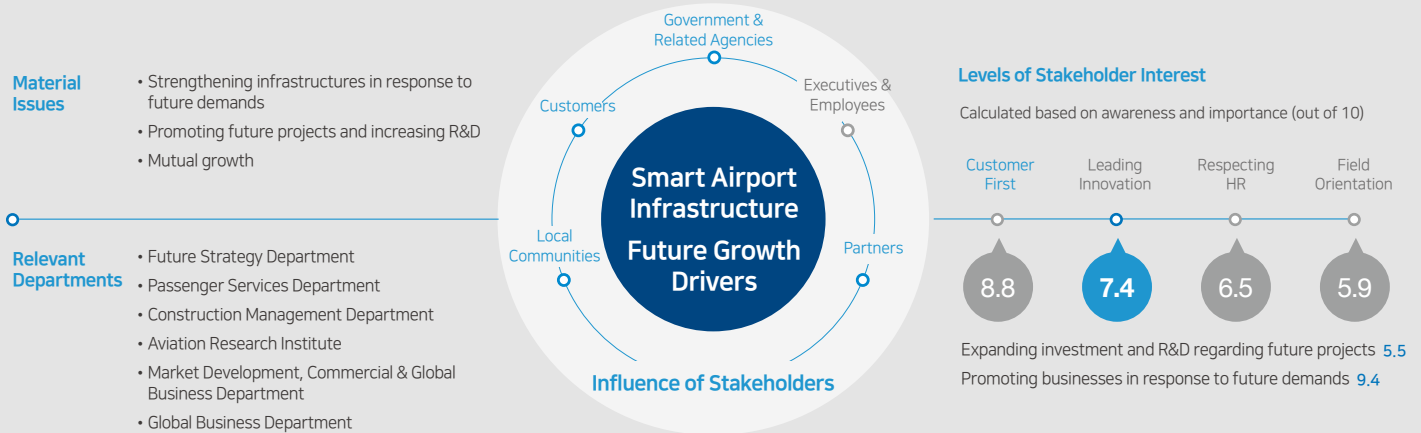 Material
Issues
• Strengthening infrastructures in response to
future demands
• Promoting future projects and increasing R&D
• Mutual growth
Relevant
Departments
• Future Strategy Department
• Passenger Services Department
• Construction Management Department
• Aviation Research Institute
• Market Development, Commercial & Global
Business Department
• Global Business Department
Government &
Related Agencies
Customers
Executives &
Employees
Smart Airport
Infrastructure
Future Growth
Drivers
Local
Communities
Partners
Influence of Stakeholders
Levels of Stakeholder Interest
Calculated based on awareness and importance (out of 10)
Customer
First
Leading
Innovation
Respecting
HR
Field
Orientation
8.8
7.4
6.5
5.9
Expanding investment and R&D regarding future projects 5.5
Promoting businesses in response to future demands 9.4